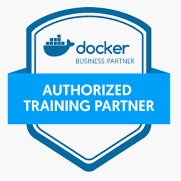 docker
BUSINESS PARTNER
AUTHORIZED
TRAINING PARTNER